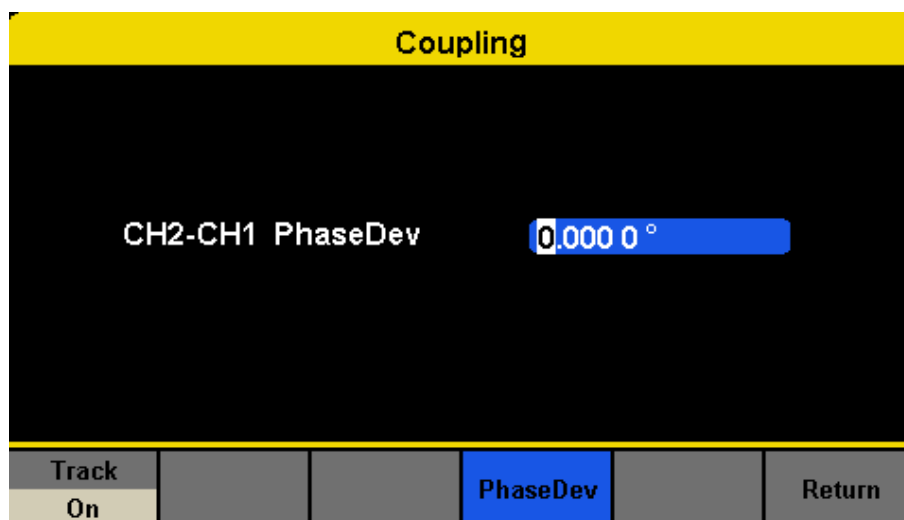 Coupling
CH2-CH1 PhaseDev 0.000 0 °
Track PhaseDev Return
On